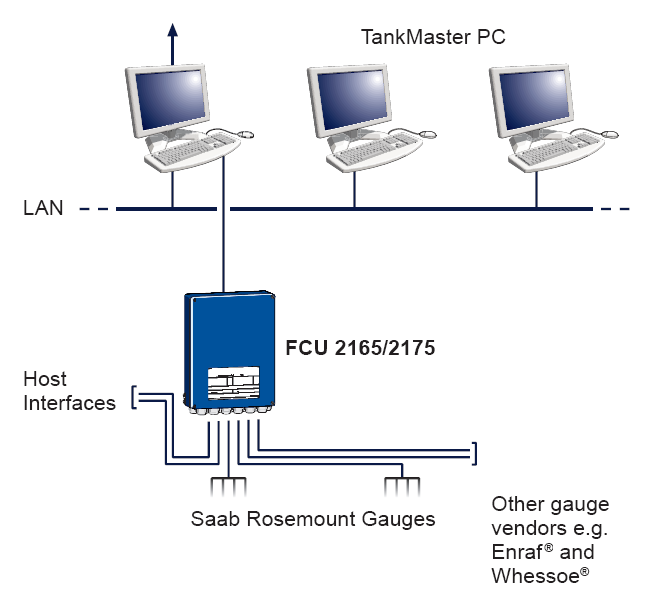 TankMaster PC
LAN
FCU 2165/2175
Host
Interfaces
Saab Rosemount Gauges
Other gauge
vendors e.g.
Enraf® and
Whessoe®